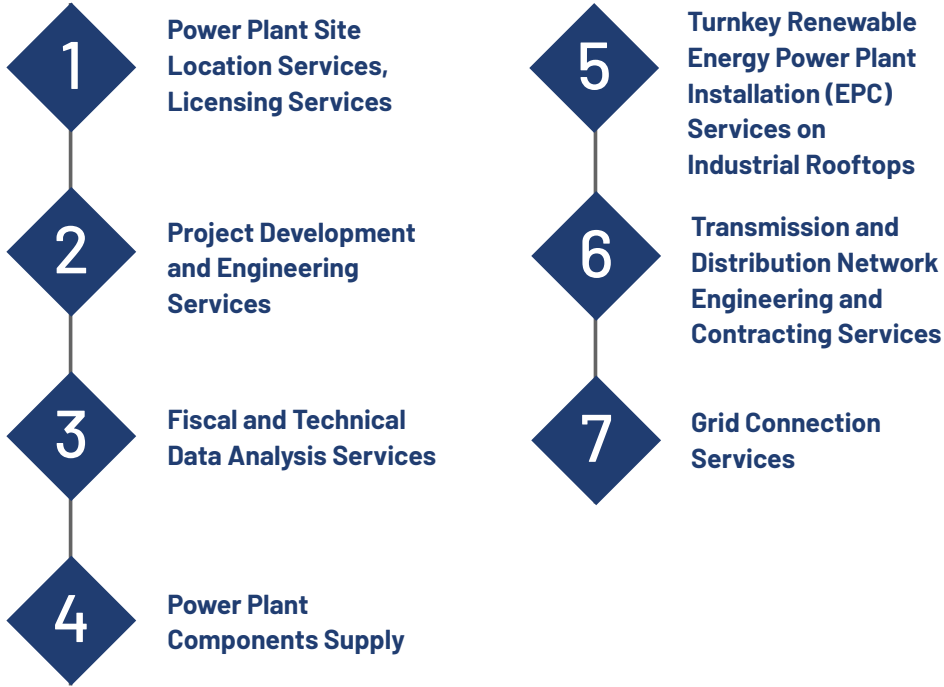 1
Power Plant Site
Location Services,
Licensing Services
2
Project Development
and Engineering
Services
3
Fiscal and Technical
Data Analysis Services
4
Power Plant
Components Supply
5
Turnkey Renewable
Energy Power Plant
Installation (EPC)
Services on
Industrial Rooftops
6
Transmission and
Distribution Network
Engineering and
Contracting Services
7
Grid Connection
Services